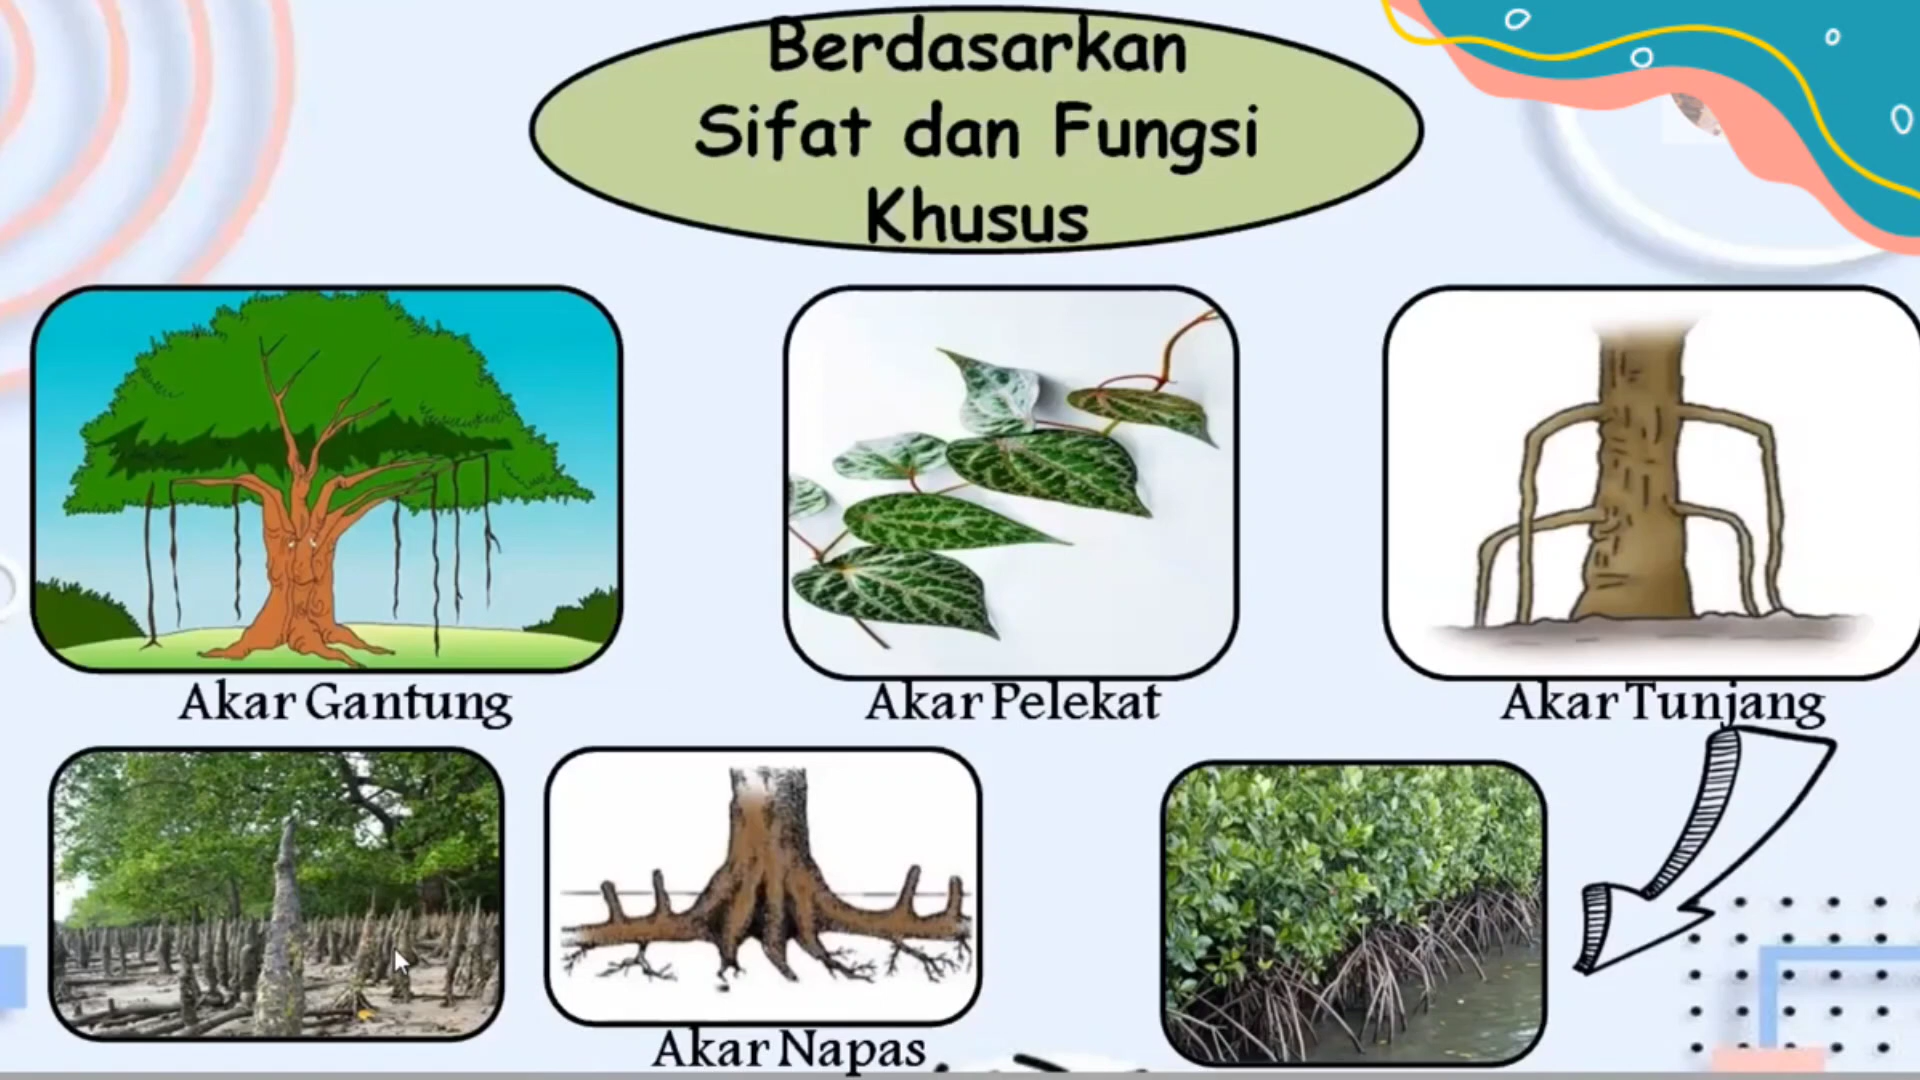 Berdasarkan
Sifat dan Fungsi
Khusus
Akar Gantung
Akar Pelekat
Akar Tunjang
Akar Napas